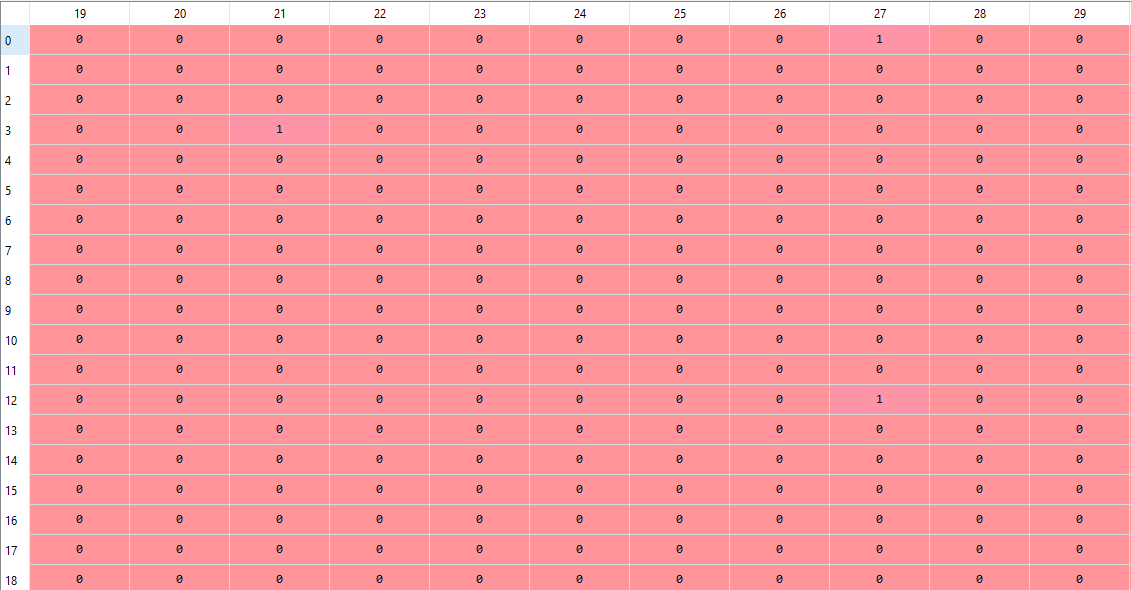 19 20 21 22 23 24 25 26 27 28 29
0 0 0 0 0 0 0 0 0 1 0 0
1 0 0 0 0 0 0 0 0 0 0 0
2 0 0 0 0 0 0 0 0 0 0 0
3 0 0 1 0 0 0 0 0 0 0 0
4 0 0 0 0 0 0 0 0 0 0 0
5 0 0 0 0 0 0 0 0 0 0 0
6 0 0 0 0 0 0 0 0 0 0 0
7 0 0 0 0 0 0 0 0 0 0 0
8 0 0 0 0 0 0 0 0 0 0 0
9 0 0 0 0 0 0 0 0 0 0 0
10 0 0 0 0 0 0 0 0 0 0 0
11 0 0 0 0 0 0 0 0 0 0 0
12 0 0 0 0 0 0 0 0 1 0 0
13 0 0 0 0 0 0 0 0 0 0 0
14 0 0 0 0 0 0 0 0 0 0 0
15 0 0 0 0 0 0 0 0 0 0 0
16 0 0 0 0 0 0 0 0 0 0 0
17 0 0 0 0 0 0 0 0 0 0 0
18 0 0 0 0 0 0 0 0 0 0 0